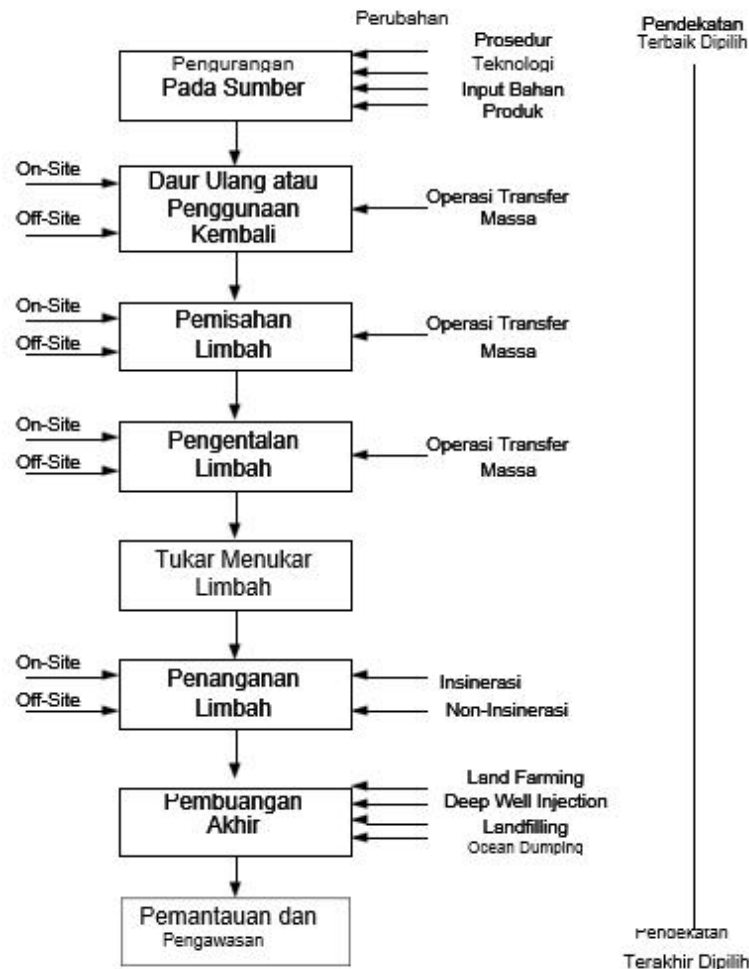 Perubahan
Pendekatan
Terbaik Dipilih
Pengurangan
Pada Sumber
Prosedur
Teknologi
Input Bahan
Produk
On-Site
Off-Site
Daur Ulang atau
Penggunaan
Kembali
Operasi Transfer
Massa
On-Site
Off-Site
Pemisahan
Limbah
Operasi Transfer
Massa
On-Site
Off-Site
Pengentalan
Limbah
Operasi Transfer
Massa
Tukar Menukar
Limbah
On-Site
Off-Site
Penanganan
Limbah
Insinerasi
Non-Insinerasi
Pembuangan
Akhir
Land Farming
Deep Well Injection
Landfilling
Ocean Dumping
Pemantauan dan
Pengawasan
Pendekatan
Terakhir Dipilih